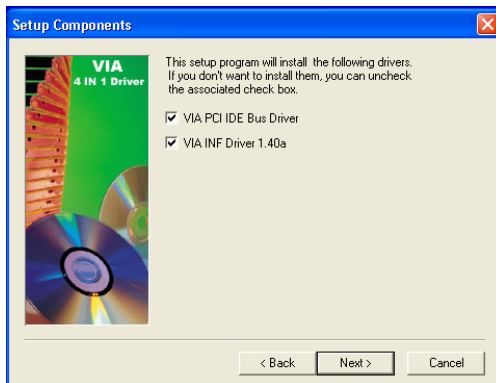 Setup Components
VIA
4 IN 1 Driver
This setup program will install the following drivers.
If you don't want to install them, you can uncheck
the associated check box.
VIA PCI IDE Bus Driver
VIA INF Driver 1.40a
< Back
Next >
Cancel